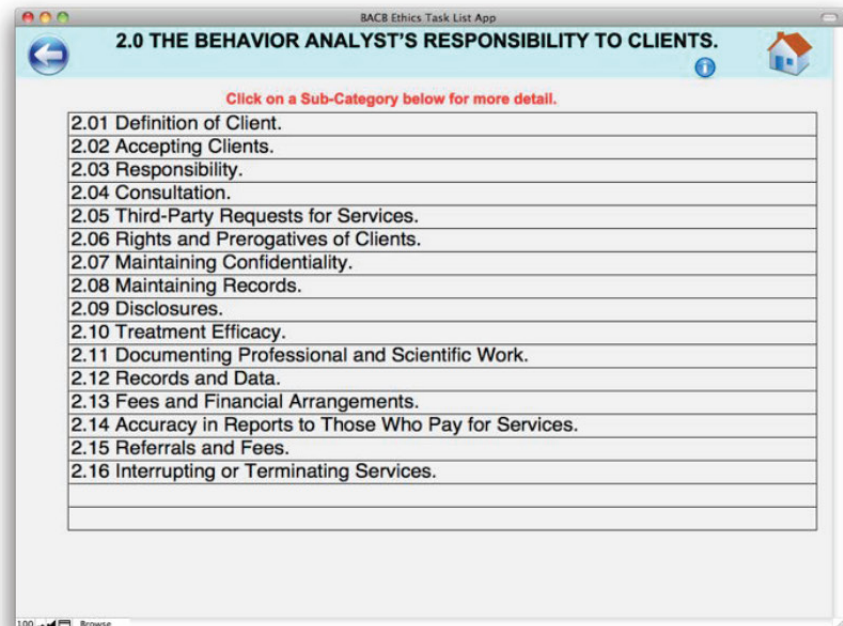 BACB Ethics Task List App
2.0 THE BEHAVIOR ANALYST'S RESPONSIBILITY TO CLIENTS.
i
Click on a Sub-Category below for more detail.
2.01 Definition of Client.
2.02 Accepting Clients.
2.03 Responsibility.
2.04 Consultation.
2.05 Third-Party Requests for Services.
2.06 Rights and Prerogatives of Clients.
2.07 Maintaining Confidentiality.
2.08 Maintaining Records.
2.09 Disclosures.
2.10 Treatment Efficacy.
2.11 Documenting Professional and Scientific Work.
2.12 Records and Data.
2.13 Fees and Financial Arrangements.
2.14 Accuracy in Reports to Those Who Pay for Services.
2.15 Referrals and Fees.
2.16 Interrupting or Terminating Services.
100 Browse